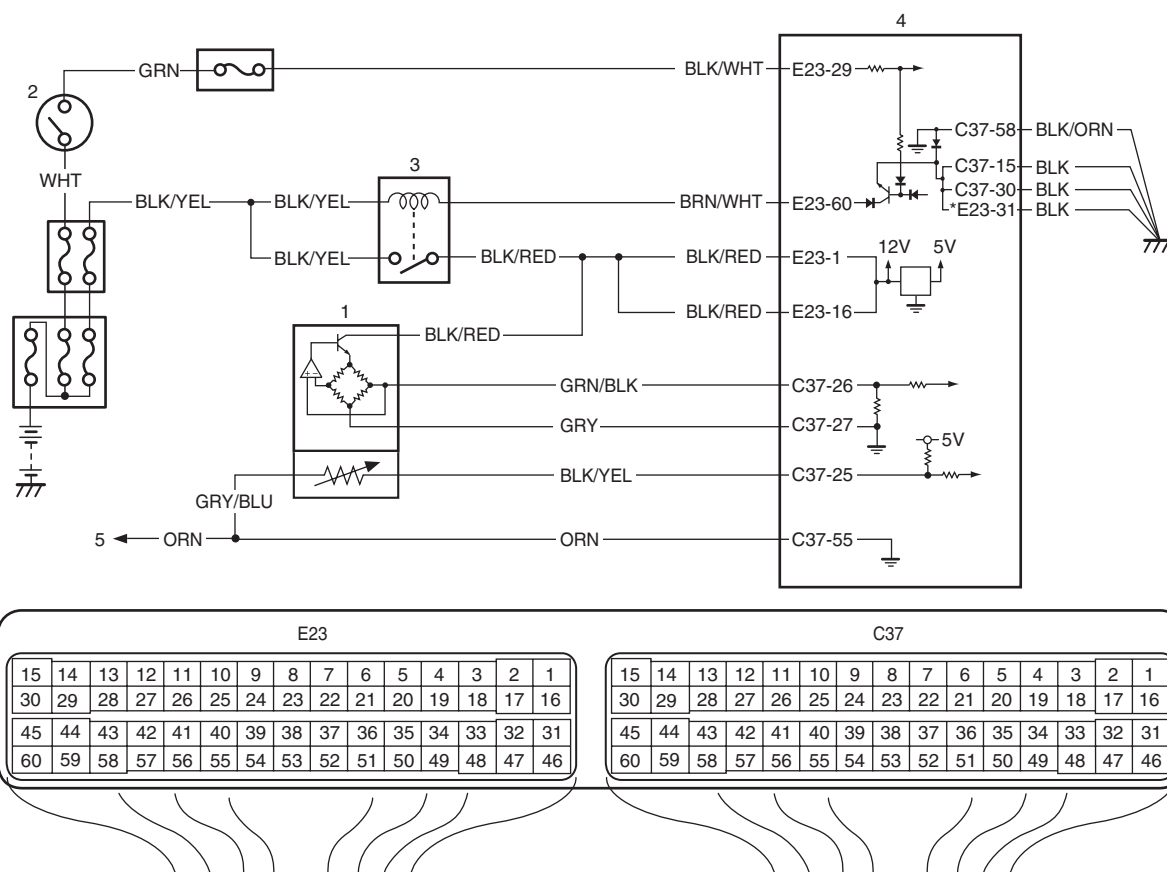 4
GRN BLK/WHT E23-29
2
C37-58 BLK/ORN
3
C37-15 BLK
WHT
C37-30 BLK
BLK/YEL BLK/YEL BRN/WHT E23-60
*E23-31 BLK
12V 5V
BLK/YEL BLK/RED BLK/RED E23-1
1
BLK/RED E23-16
BLK/RED
+ -
GRN/BLK C37-26
GRY C37-27
5V
BLK/YEL C37-25
GRY/BLU
5 ORN ORN C37-55
E23 C37
15 14 13 12 11 10 9 8 7 6 5 4 3 2 1 15 14 13 12 11 10 9 8 7 6 5 4 3 2 1
30 29 28 27 26 25 24 23 22 21 20 19 18 17 16 30 29 28 27 26 25 24 23 22 21 20 19 18 17 16
45 44 43 42 41 40 39 38 37 36 35 34 33 32 31 45 44 43 42 41 40 39 38 37 36 35 34 33 32 31
60 59 58 57 56 55 54 53 52 51 50 49 48 47 46 60 59 58 57 56 55 54 53 52 51 50 49 48 47 46